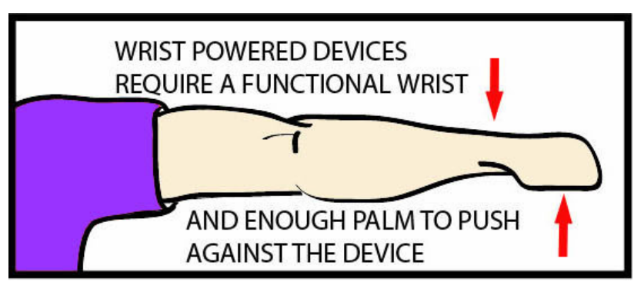 WRIST POWERED DEVICES
REQUIRE A FUNCTIONAL WRIST
AND ENOUGH PALM TO PUSH
AGAINST THE DEVICE